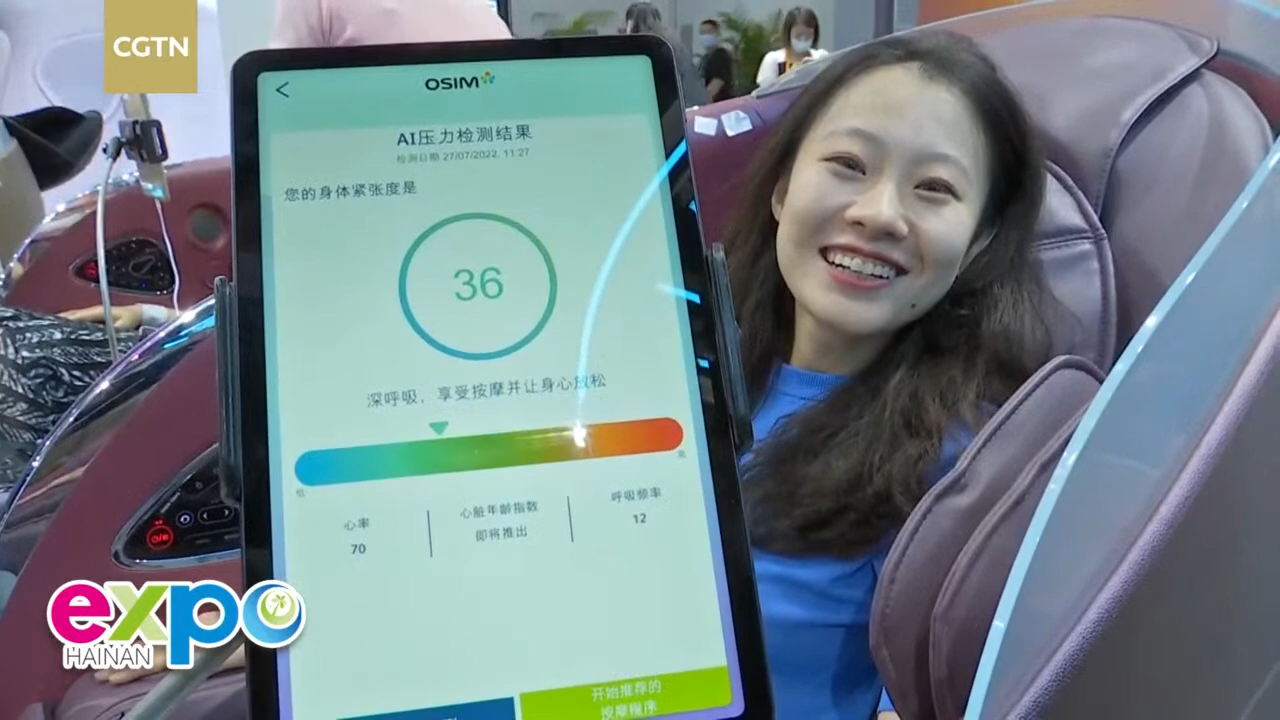 CGTN
OSIM
AI压力检测结果
检测日期 27/07/2022, 11:27
您的身体紧张度是
36
深呼吸，享受按摩并让身心放松
低
高
心率
70
心脏年龄指数
即将推出
呼吸频率
12
expo
HAINAN
开始推荐的
按摩程序